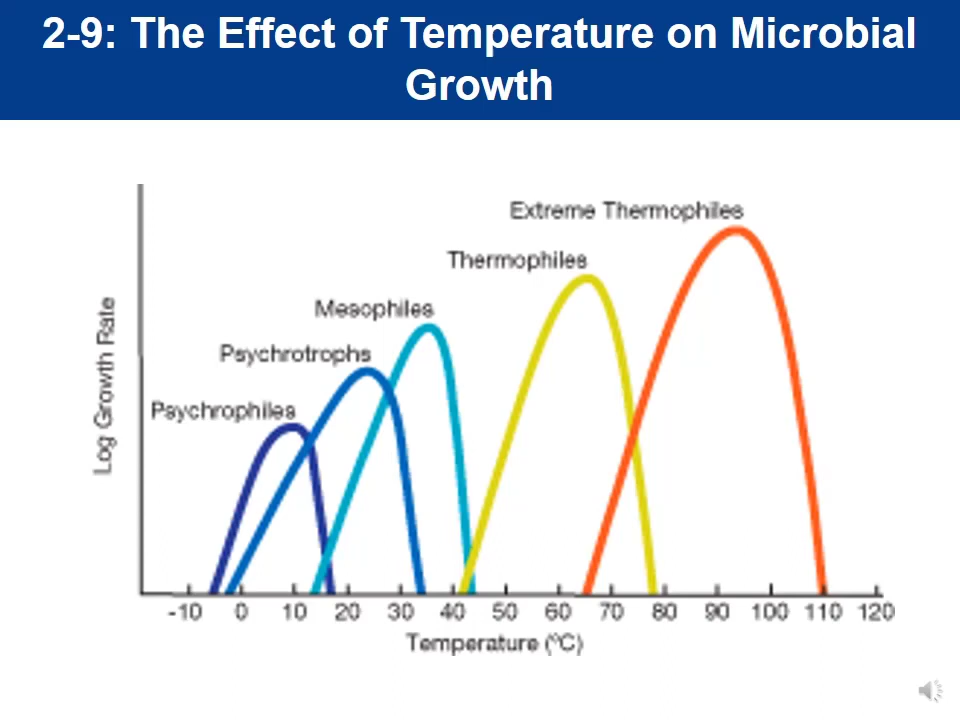 2-9: The Effect of Temperature on Microbial
Growth
Extreme Thermophiles
Thermophiles
Mesophiles
Psychrotrophs
Psychrophiles
Log Growth Rate
-10 0 10 20 30 40 50 60 70 80 90 100 110 120
Temperature (ºC)